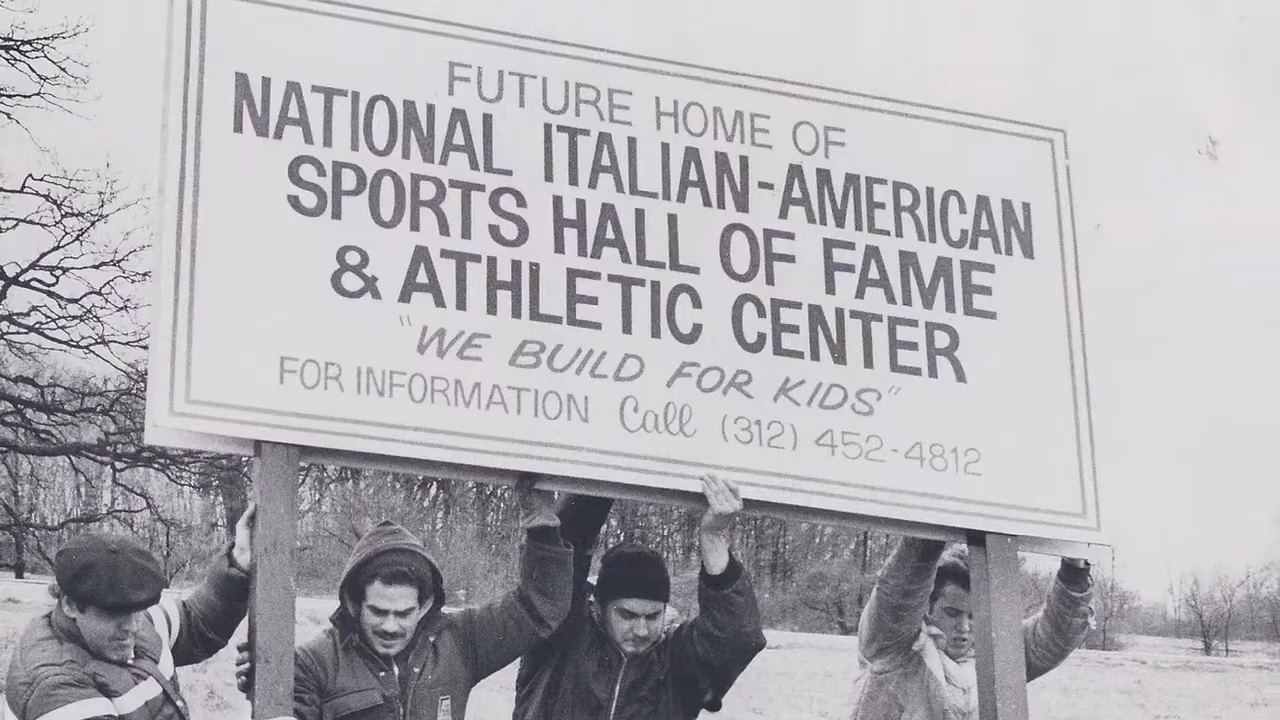 FUTURE HOME OF
NATIONAL ITALIAN-AMERICAN
SPORTS HALL OF FAME
& ATHLETIC CENTER
"WE BUILD FOR KIDS"
FOR INFORMATION Call (312) 452-4812